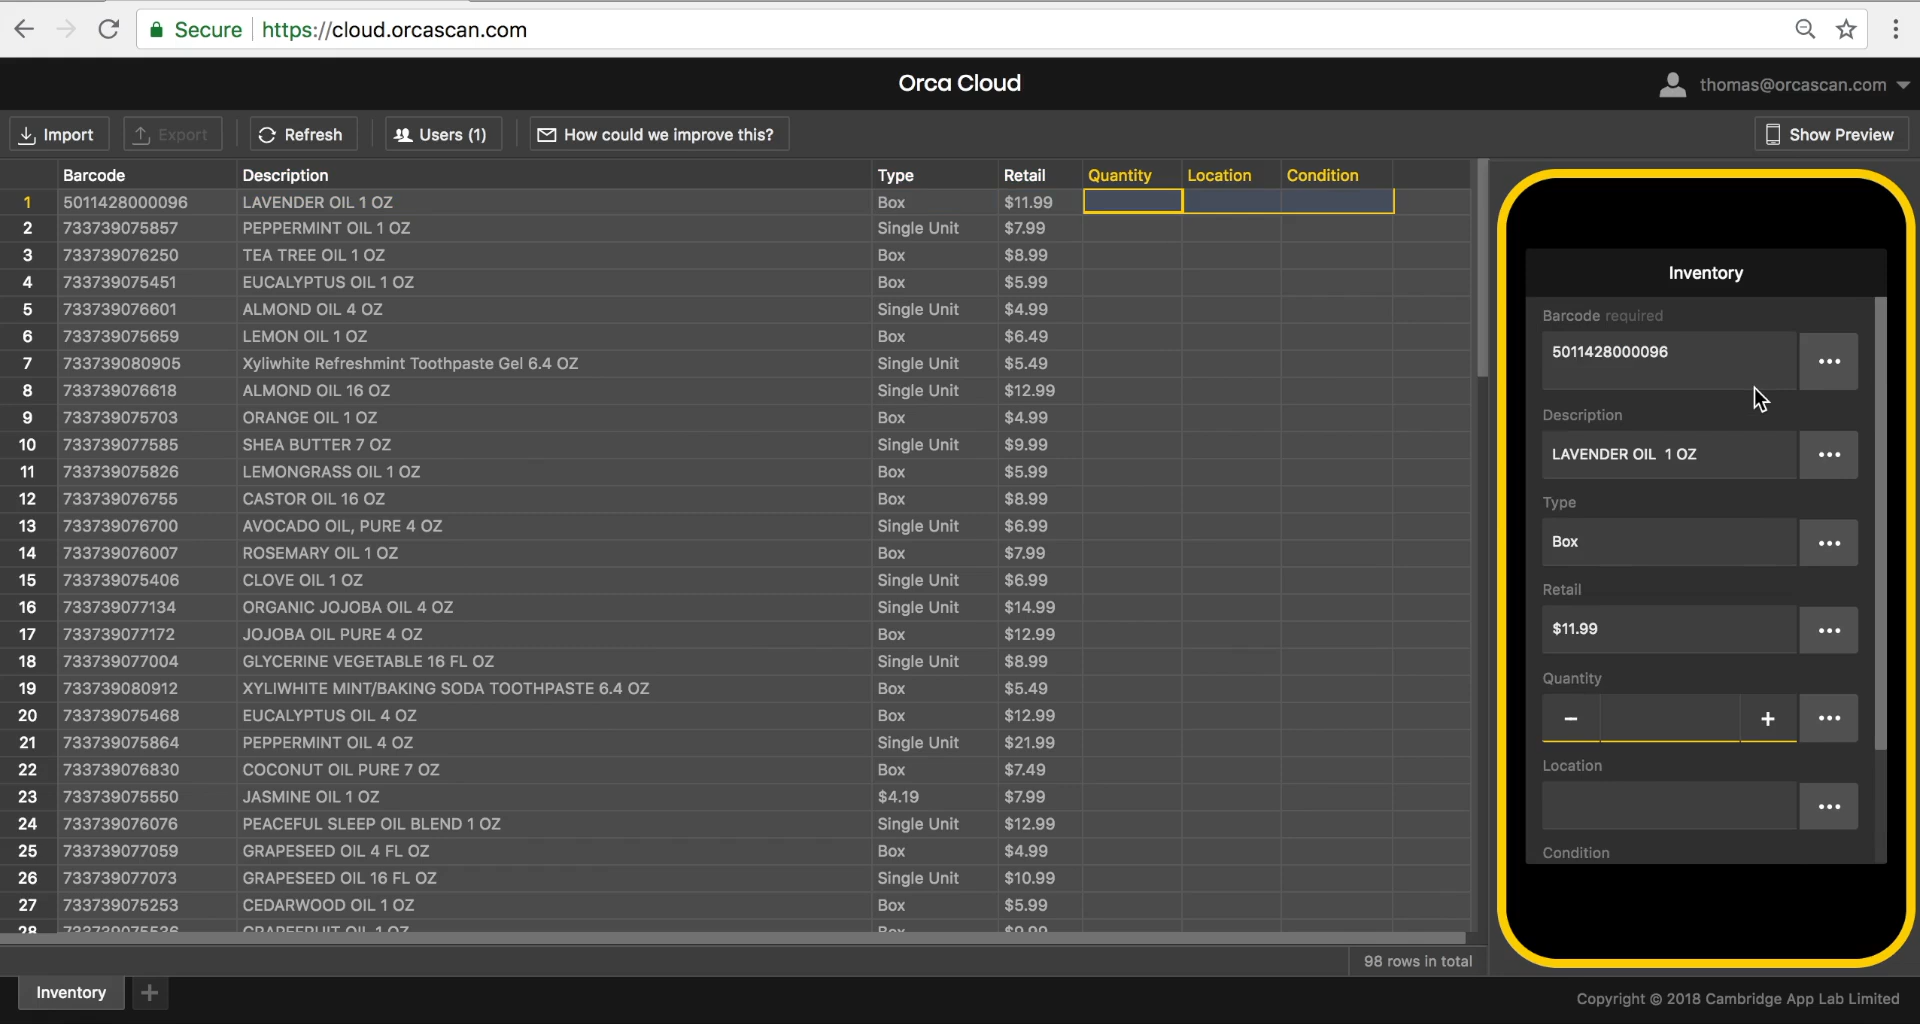 Secure https://cloud.orcascan.com
Orca Cloud
thomas@orcascan.com
Import Export Refresh Users (1) How could we improve this? Show Preview
Barcode Description Type Retail Quantity Location Condition
1 5011428000096 LAVENDER OIL 1 OZ Box $11.99
2 733739075857 PEPPERMINT OIL 1 OZ Single Unit $7.99
3 733739076250 TEA TREE OIL 1 OZ Box $8.99
4 733739075451 EUCALYPTUS OIL 1 OZ Box $5.99
5 733739076601 ALMOND OIL 4 OZ Single Unit $4.99
6 733739075659 LEMON OIL 1 OZ Box $6.49
7 733739080905 Xyliwhite Refreshmint Toothpaste Gel 6.4 OZ Single Unit $5.49
8 733739076618 ALMOND OIL 16 OZ Single Unit $12.99
9 733739075703 ORANGE OIL 1 OZ Box $4.99
10 733739077585 SHEA BUTTER 7 OZ Single Unit $9.99
11 733739075826 LEMONGRASS OIL 1 OZ Box $5.99
12 733739076755 CASTOR OIL 16 OZ Box $8.99
13 733739076700 AVOCADO OIL, PURE 4 OZ Single Unit $6.99
14 733739076007 ROSEMARY OIL 1 OZ Box $7.99
15 733739075406 CLOVE OIL 1 OZ Single Unit $6.99
16 733739077134 ORGANIC JOJOBA OIL 4 OZ Single Unit $14.99
17 733739077172 JOJOBA OIL PURE 4 OZ Box $12.99
18 733739077004 GLYCERINE VEGETABLE 16 FL OZ Single Unit $8.99
19 733739080912 XYLIWHITE MINT/BAKING SODA TOOTHPASTE 6.4 OZ Box $5.49
20 733739075468 EUCALYPTUS OIL 4 OZ Box $12.99
21 733739075864 PEPPERMINT OIL 4 OZ Single Unit $21.99
22 733739076830 COCONUT OIL PURE 7 OZ Box $7.49
23 733739075550 JASMINE OIL 1 OZ $4.19 $7.99
24 733739076076 PEACEFUL SLEEP OIL BLEND 1 OZ Single Unit $12.99
25 733739077059 GRAPESEED OIL 4 FL OZ Box $4.99
26 733739077073 GRAPESEED OIL 16 FL OZ Single Unit $10.99
27 733739075253 CEDARWOOD OIL 1 OZ Box $5.99
28 733739075536 GRAPEFRUIT OIL 1 OZ Box $9.99
98 rows in total
Inventory
Inventory
Barcode required
5011428000096
Description
LAVENDER OIL 1 OZ
Type
Box
Retail
$11.99
Quantity
Location
Condition
Copyright © 2018 Cambridge App Lab Limited